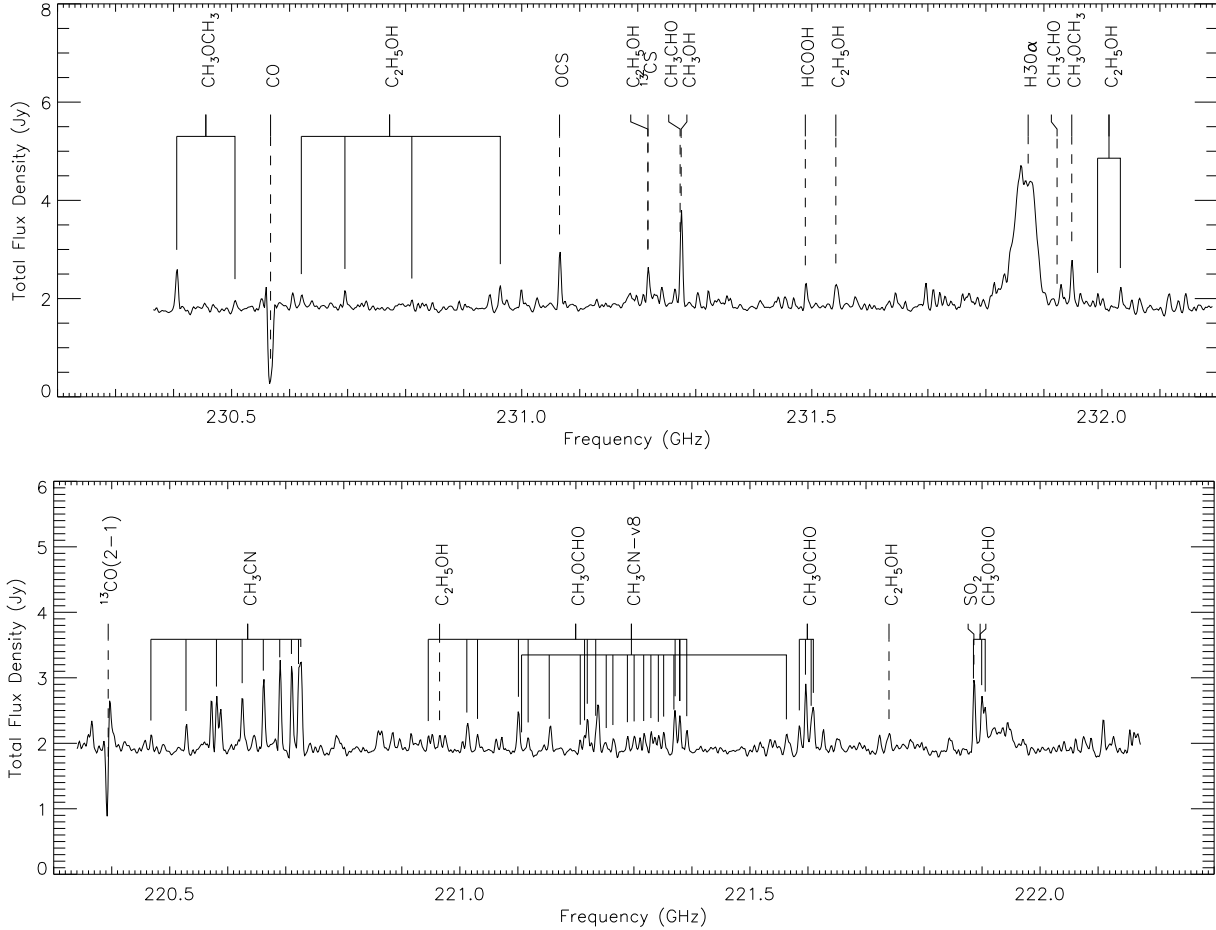 Total Flux Density (Jy)
8
6
4
2
0
CH₃OCH₃
CO
C₂H₅OH
OCS
C₂H₅OH
¹³CS
CH₃CHO
CH₃OH
HCOOH
C₂H₅OH
H30α
CH₃CHO
CH₃OCH₃
C₂H₅OH
230.5
231.0
231.5
232.0
Frequency (GHz)
Total Flux Density (Jy)
6
5
4
3
2
1
0
¹³CO(2−1)
CH₃CN
C₂H₅OH
CH₃OCHO
CH₃CN−v8
CH₃OCHO
C₂H₅OH
SO₂
CH₃OCHO
220.5
221.0
221.5
222.0
Frequency (GHz)